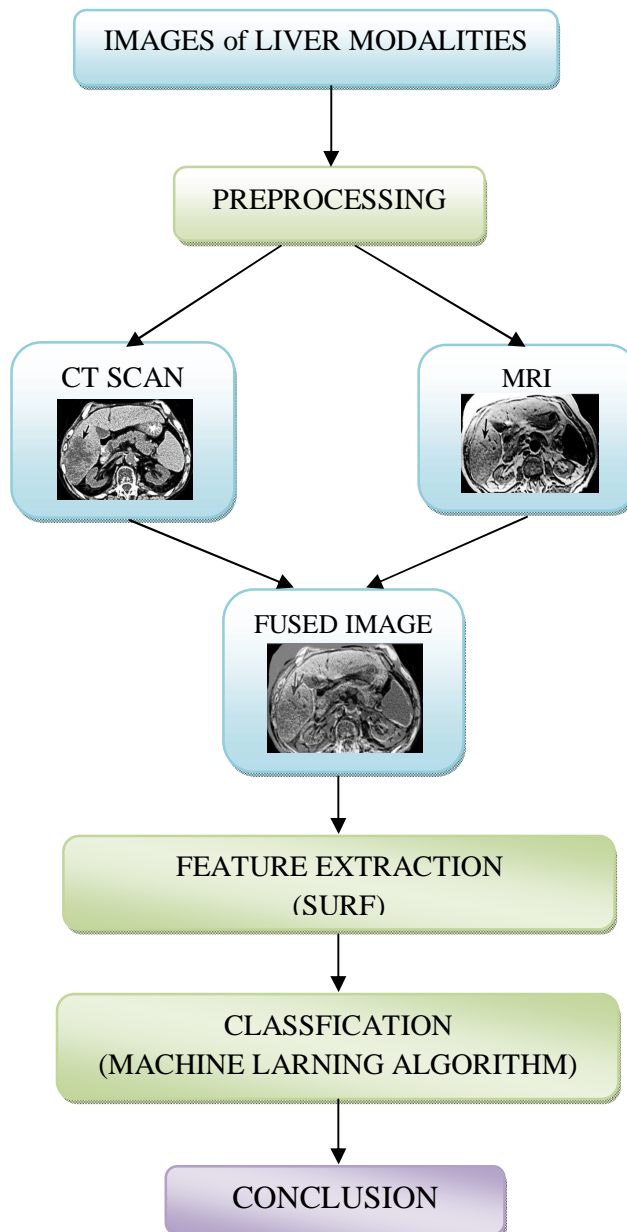 IMAGES of LIVER MODALITIES
PREPROCESSING
CT SCAN
MRI
FUSED IMAGE
FEATURE EXTRACTION
(SURF)
CLASSFICATION
(MACHINE LARNING ALGORITHM)
CONCLUSION